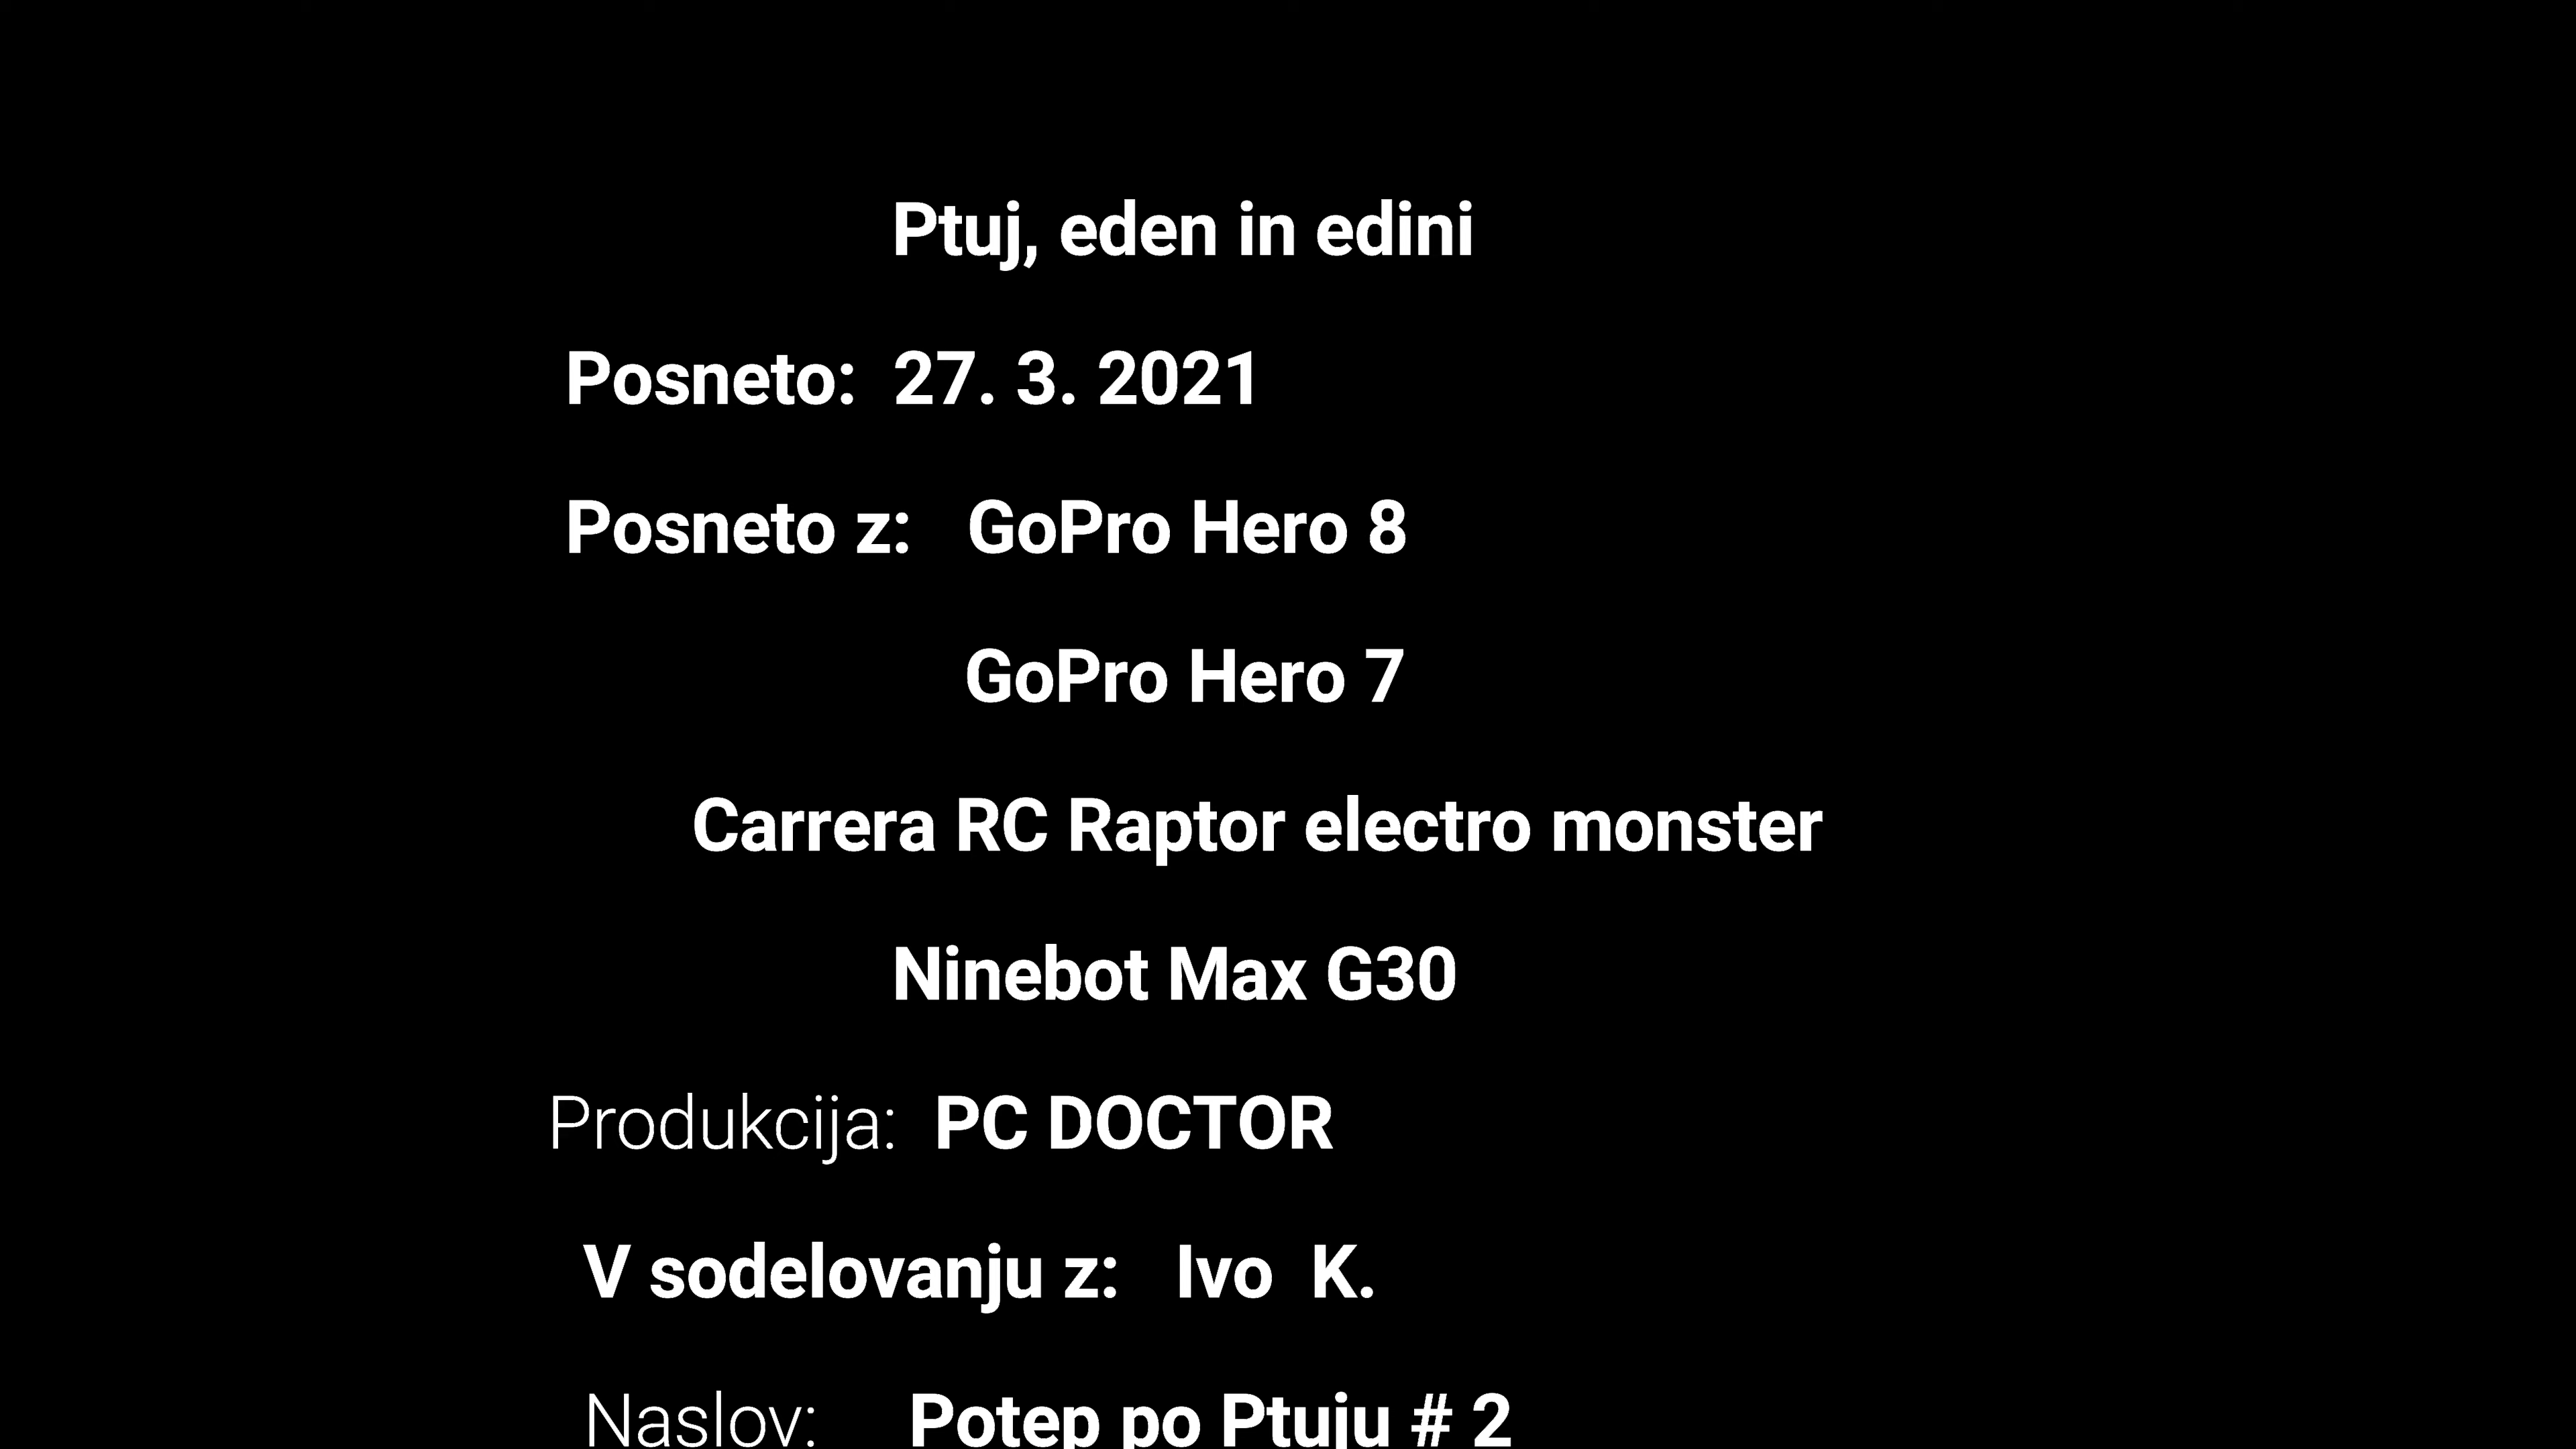 Ptuj, eden in edini
Posneto: 27. 3. 2021
Posneto z: GoPro Hero 8
GoPro Hero 7
Carrera RC Raptor electro monster
Ninebot Max G30
Produkcija: PC DOCTOR
V sodelovanju z: Ivo K.
Naslov: Potep po Ptuju # 2